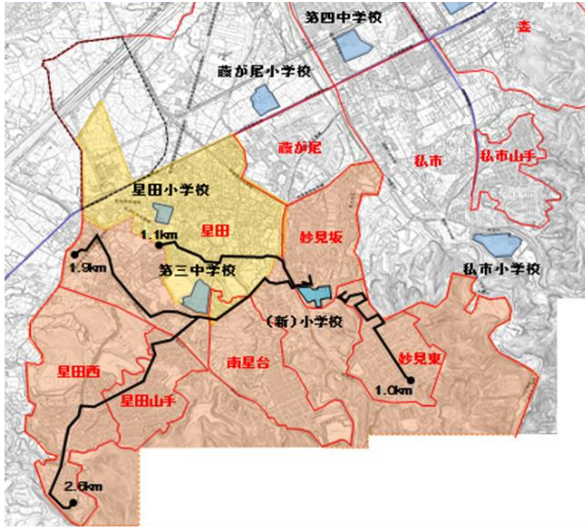 第四中学校
森
藤が尾小学校
藤が尾
私市
私市山手
星田小学校
1.1km
星田
妙見坂
私市小学校
1.9km
第三中学校
(新)小学校
星田西
星田山手
南星台
妙見東
1.0km
2.6km